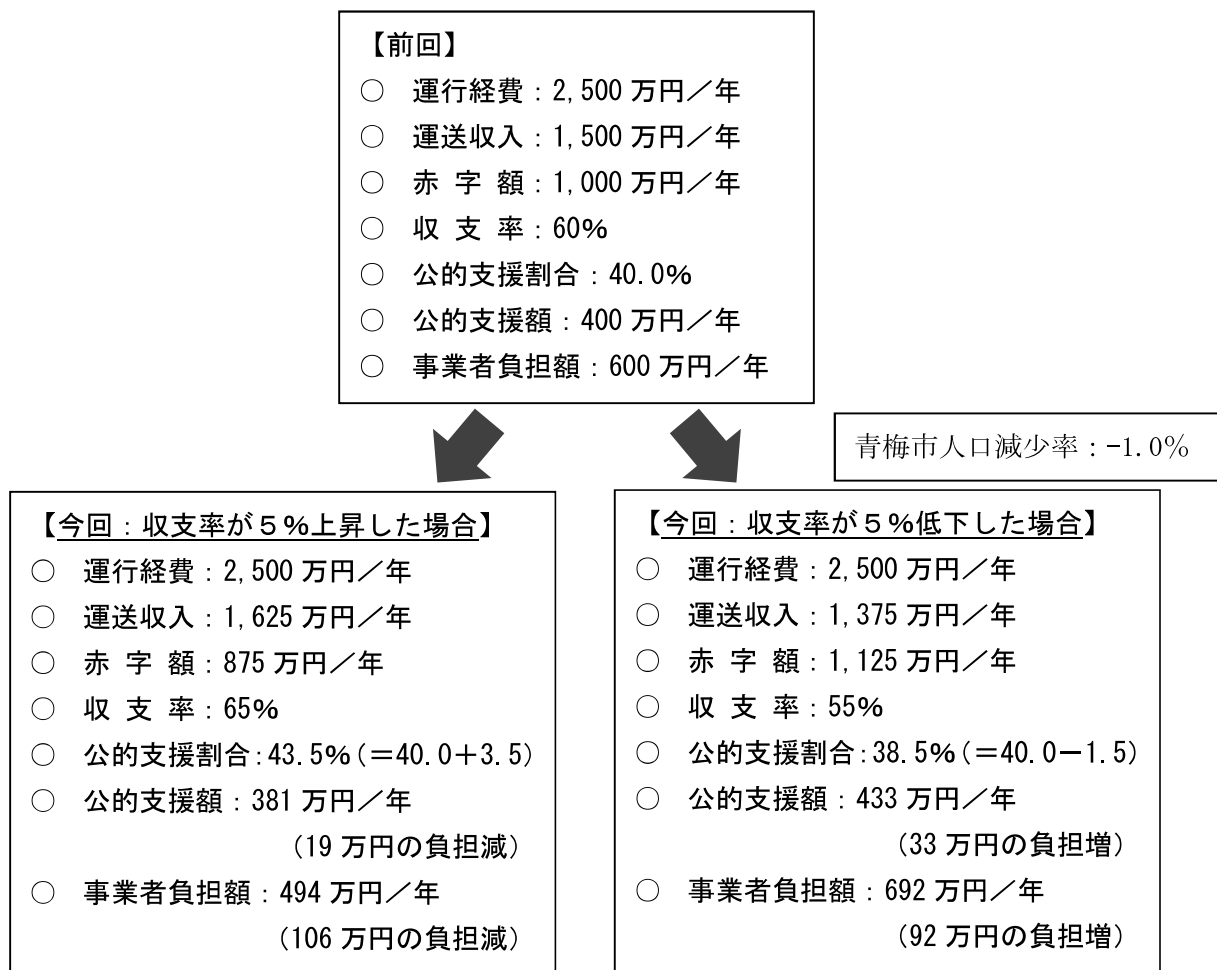 【前回】
○ 運行経費：2,500 万円／年
○ 運送収入：1,500 万円／年
○ 赤 字 額：1,000 万円／年
○ 収 支 率：60％
○ 公的支援割合：40.0％
○ 公的支援額：400 万円／年
○ 事業者負担額：600 万円／年
青梅市人口減少率：-1.0％
【今回：収支率が５％上昇した場合】
○ 運行経費：2,500 万円／年
○ 運送収入：1,625 万円／年
○ 赤 字 額：875 万円／年
○ 収 支 率：65％
○ 公的支援割合：43.5％（＝40.0＋3.5）
○ 公的支援額：381 万円／年
（19 万円の負担減）
○ 事業者負担額：494 万円／年
（106 万円の負担減）
【今回：収支率が５％低下した場合】
○ 運行経費：2,500 万円／年
○ 運送収入：1,375 万円／年
○ 赤 字 額：1,125 万円／年
○ 収 支 率：55％
○ 公的支援割合：38.5％（＝40.0－1.5）
○ 公的支援額：433 万円／年
（33 万円の負担増）
○ 事業者負担額：692 万円／年
（92 万円の負担増）